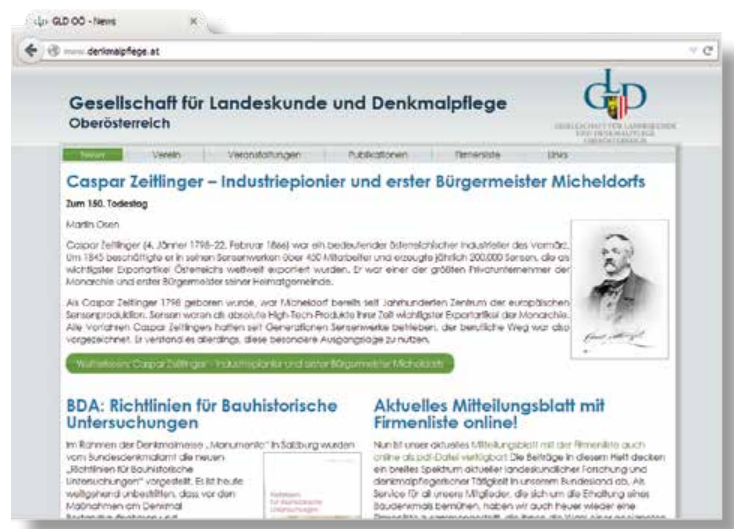 GLD OÖ - News
www.denkmalpflege.at
Gesellschaft für Landeskunde und Denkmalpflege
Oberösterreich
GLD
GESELLSCHAFT FÜR LANDESKUNDE
UND DENKMALPFLEGE
OBERÖSTERREICH
News Verein Veranstaltungen Publikationen Firmenliste Links
Caspar Zeitlinger – Industriepionier und erster Bürgermeister Micheldorfs
Zum 150. Todestag
Martin Osen
Caspar Zeitlinger (4. Jänner 1798–22. Februar 1866) war ein bedeutender österreichischer Industrieller des Vormärz.
Um 1845 beschäftigte er in seinen Sensenwerken über 450 Mitarbeiter und erzeugte jährlich 200.000 Sensen, die als
wichtigster Exportartikel Österreichs weltweit exportiert wurden. Er war einer der größten Privatunternehmer der
Monarchie und erster Bürgermeister seiner Heimatgemeinde.
Als Caspar Zeitlinger 1798 geboren wurde, war Micheldorf bereits seit Jahrhunderten Zentrum der europäischen
Sensenproduktion. Sensen waren als absolute High-Tech-Produkte ihrer Zeit wichtigster Exportartikel der Monarchie.
Alle Vorfahren Caspar Zeitlingers hatten seit Generationen Sensenwerke betrieben, der berufliche Weg war also
vorgezeichnet. Er verstand es allerdings, diese besondere Ausgangslage zu nutzen.
Weiterlesen: Caspar Zeitlinger - Industriepionier und erster Bürgermeister Micheldorfs
BDA: Richtlinien für Bauhistorische
Untersuchungen
Im Rahmen der Denkmalmesse „Monumento" in Salzburg wurden
vom Bundesdenkmalamt die neuen
„Richtlinien für Bauhistorische
Untersuchungen" vorgestellt. Es ist heute
weitgehend unbestritten, dass vor den
Maßnahmen am Denkmal
Richtlinien
für Bauhistorische
Untersuchungen
Aktuelles Mitteilungsblatt mit
Firmenliste online!
Nun ist unser aktuelles Mitteilungsblatt mit der Firmenliste auch
online als pdf-Datei verfügbar! Die Beiträge in diesem Heft decken
ein breites Spektrum aktueller landeskundlicher Forschung und
denkmalpflegerischer Tätigkeit in unserem Bundesland ab. Als
Service für all unsere Mitglieder, die sich um die Erhaltung eines
Baudenkmals bemühen, haben wir auch heuer wieder eine